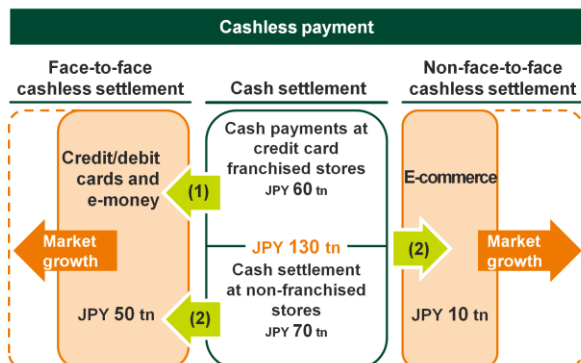 Cashless payment
Face-to-face
cashless settlement
Cash settlement
Non-face-to-face
cashless settlement
Credit/debit
cards and
e-money
(1)
Market
growth
JPY 50 tn
(2)
Cash payments at
credit card
franchised stores
JPY 60 tn
JPY 130 tn
Cash settlement
at non-franchised
stores
JPY 70 tn
E-commerce
(2)
Market
growth
JPY 10 tn